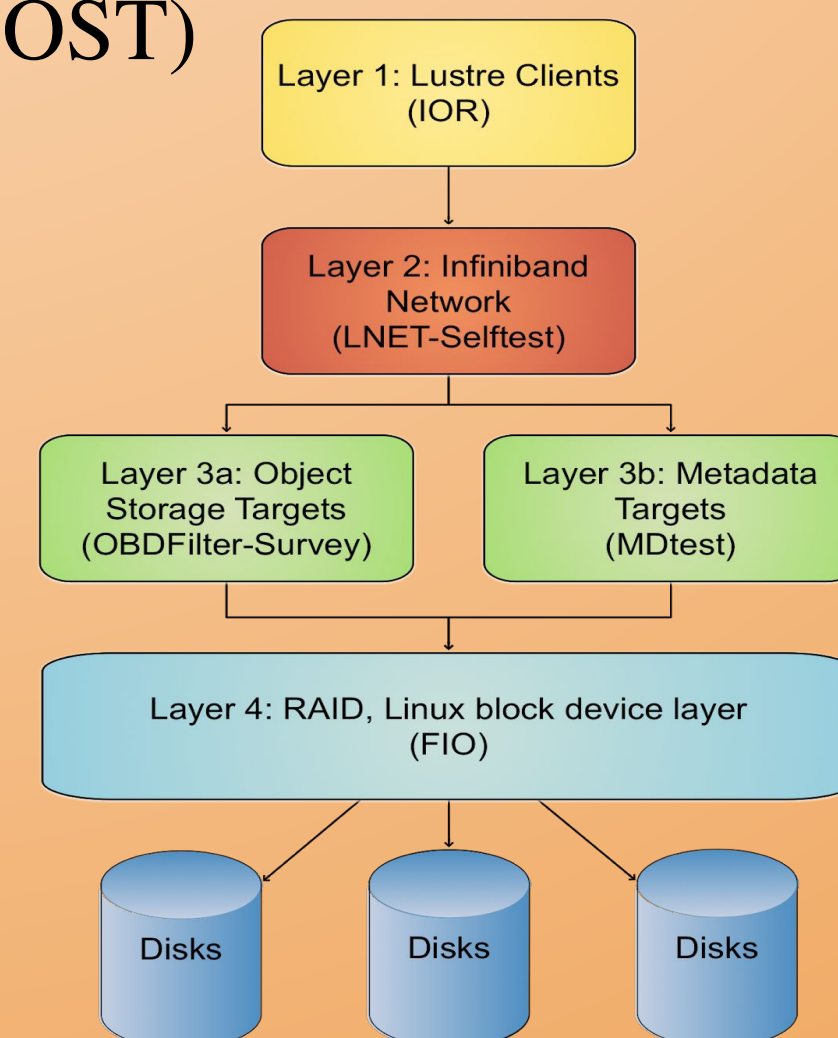 OST)
Layer 1: Lustre Clients
(IOR)
Layer 2: Infiniband
Network
(LNET-Selftest)
Layer 3a: Object
Storage Targets
(OBDFilter-Survey)
Layer 3b: Metadata
Targets
(MDtest)
Layer 4: RAID, Linux block device layer
(FIO)
Disks
Disks
Disks